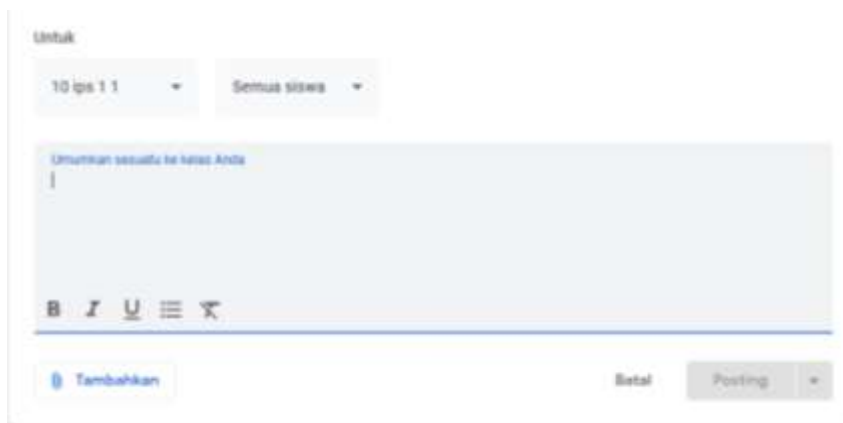 Untuk
10 ips 1 1 Semua siswa
Umumkan sesuatu ke kelas Anda
B I U
Tambahkan Batal Posting